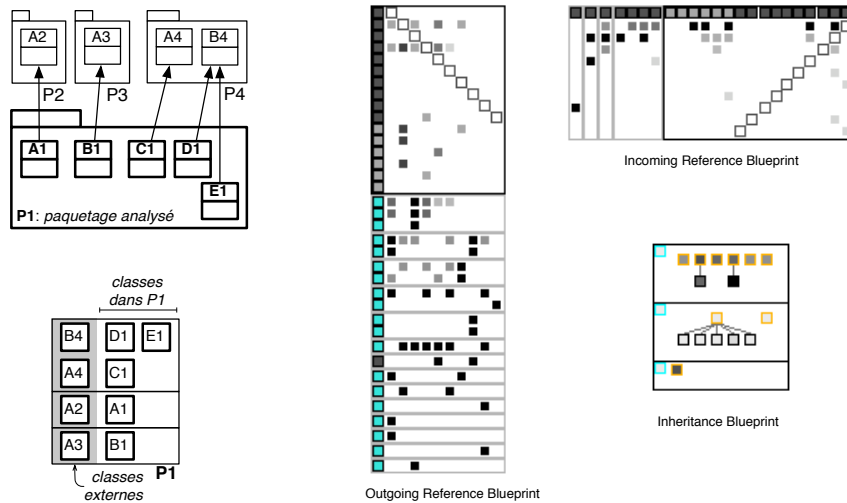 A2
A3
A4
B4
P2
P3
P4
A1
B1
C1
D1
E1
P1: paquetage analysé
classes
dans P1
B4
D1
E1
A4
C1
A2
A1
A3
B1
P1
classes
externes
Outgoing Reference Blueprint
Incoming Reference Blueprint
Inheritance Blueprint